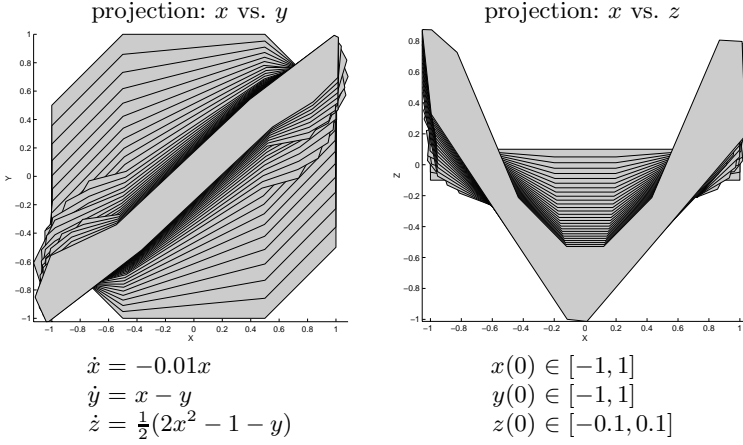 projection: x vs. y
projection: x vs. z
1
0.8
0.6
0.4
0.2
0
−0.2
−0.4
−0.6
−0.8
−1
Y
−1 −0.8 −0.6 −0.4 −0.2 0 0.2 0.4 0.6 0.8 1
X
0.8
0.6
0.4
0.2
0
−0.2
−0.4
−0.6
−0.8
−1
Z
−1 −0.8 −0.6 −0.4 −0.2 0 0.2 0.4 0.6 0.8 1
X
ẋ = −0.01x
ẏ = x − y
ż = ½(2x² − 1 − y)
x(0) ∈ [−1, 1]
y(0) ∈ [−1, 1]
z(0) ∈ [−0.1, 0.1]